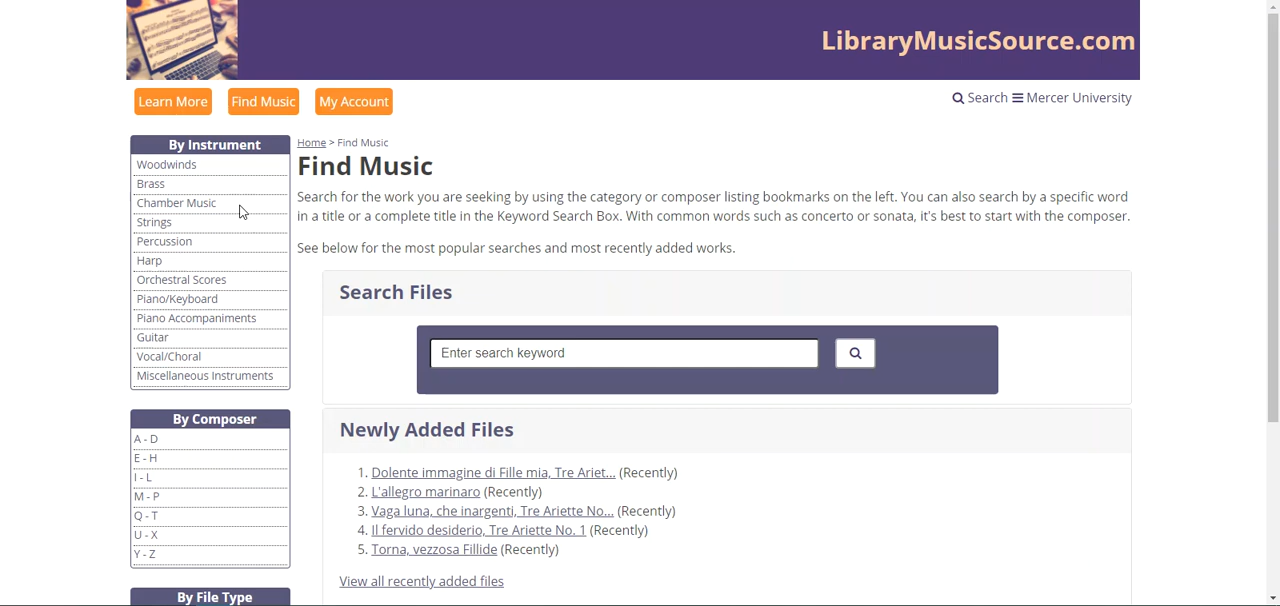 LibraryMusicSource.com
Learn More Find Music My Account
Search Mercer University
By Instrument
Woodwinds
Brass
Chamber Music
Strings
Percussion
Harp
Orchestral Scores
Piano/Keyboard
Piano Accompaniments
Guitar
Vocal/Choral
Miscellaneous Instruments
By Composer
A - D
E - H
I - L
M - P
Q - T
U - X
Y - Z
By File Type
Home > Find Music
Find Music
Search for the work you are seeking by using the category or composer listing bookmarks on the left. You can also search by a specific word
in a title or a complete title in the Keyword Search Box. With common words such as concerto or sonata, it's best to start with the composer.
See below for the most popular searches and most recently added works.
Search Files
Enter search keyword
Newly Added Files
1. Dolente immagine di Fille mia, Tre Ariet... (Recently)
2. L'allegro marinaro (Recently)
3. Vaga luna, che inargenti, Tre Ariette No... (Recently)
4. Il fervido desiderio, Tre Ariette No. 1 (Recently)
5. Torna, vezzosa Fillide (Recently)
View all recently added files